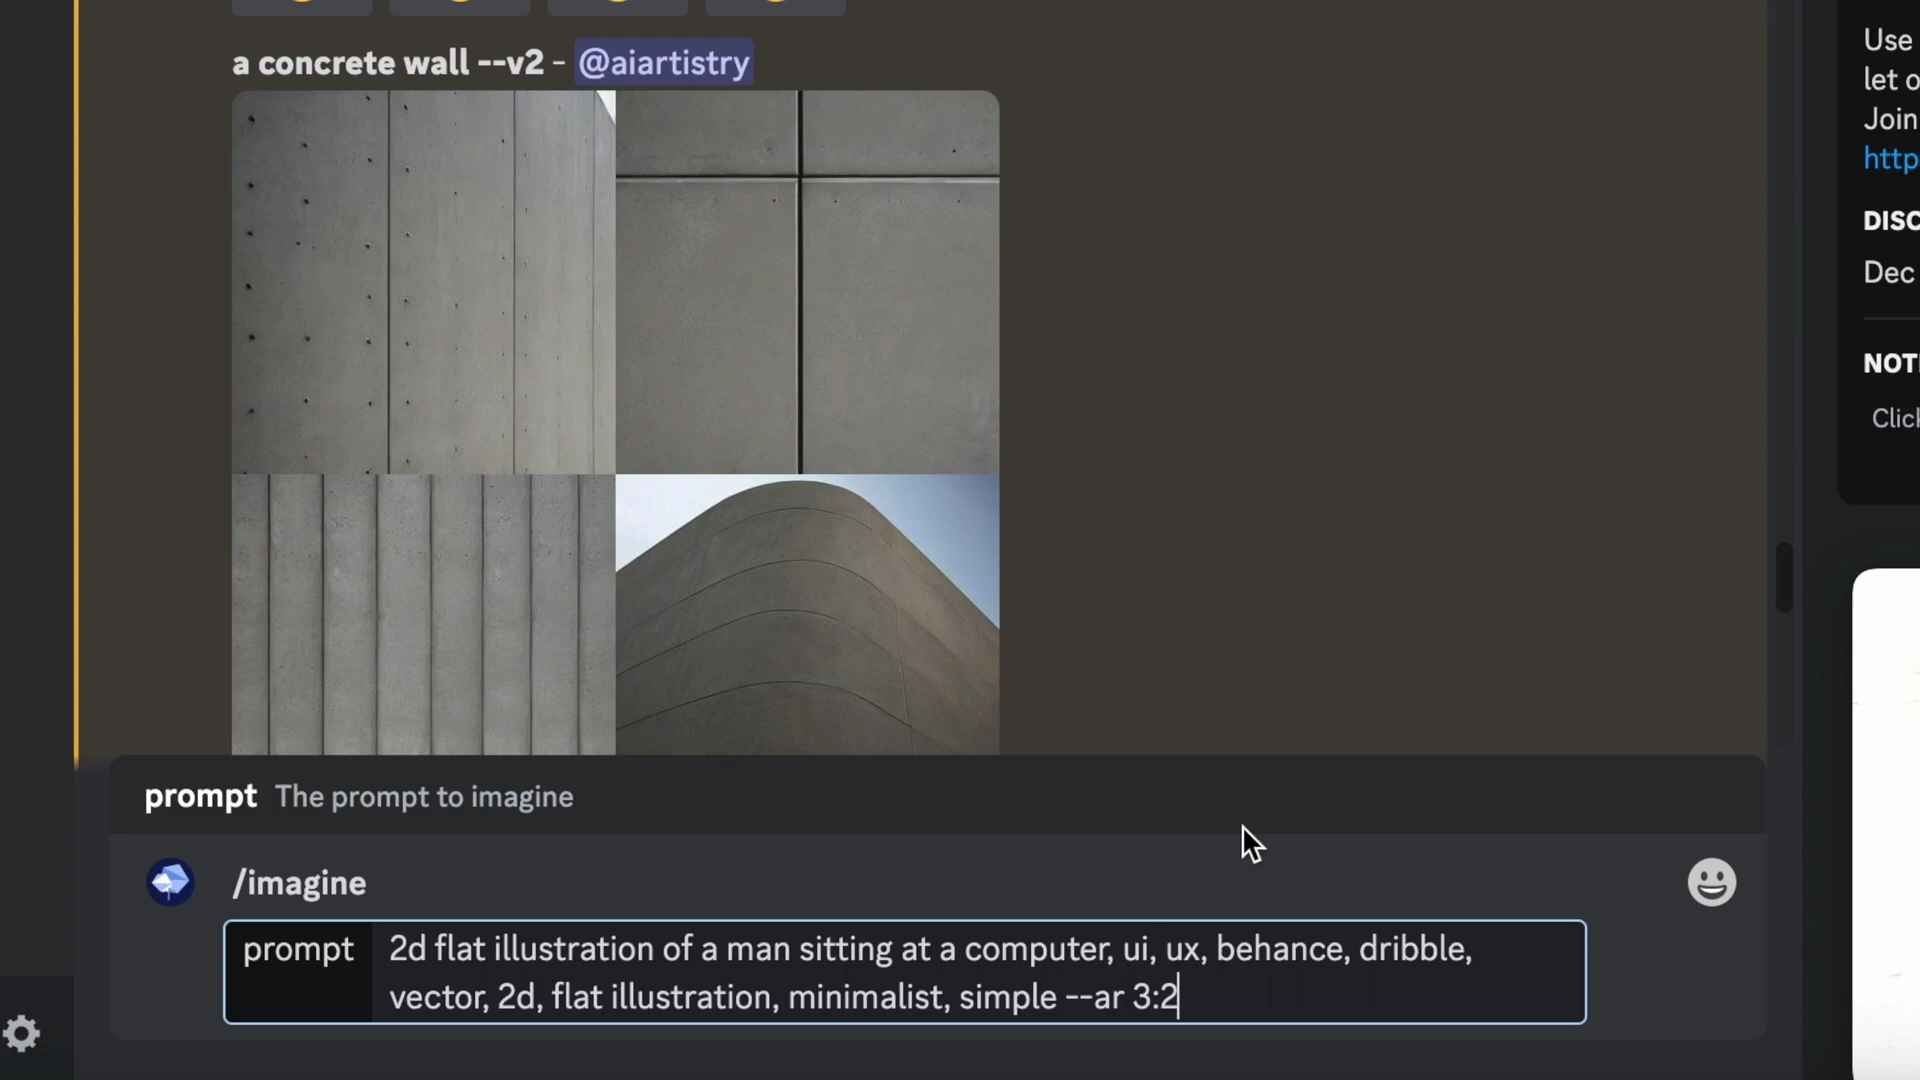 a concrete wall --v2 - @aiartistry
Use
let o
Join
http
DISC
Dec
NOTI
Click
prompt The prompt to imagine
/imagine
prompt 2d flat illustration of a man sitting at a computer, ui, ux, behance, dribble,
vector, 2d, flat illustration, minimalist, simple --ar 3:2